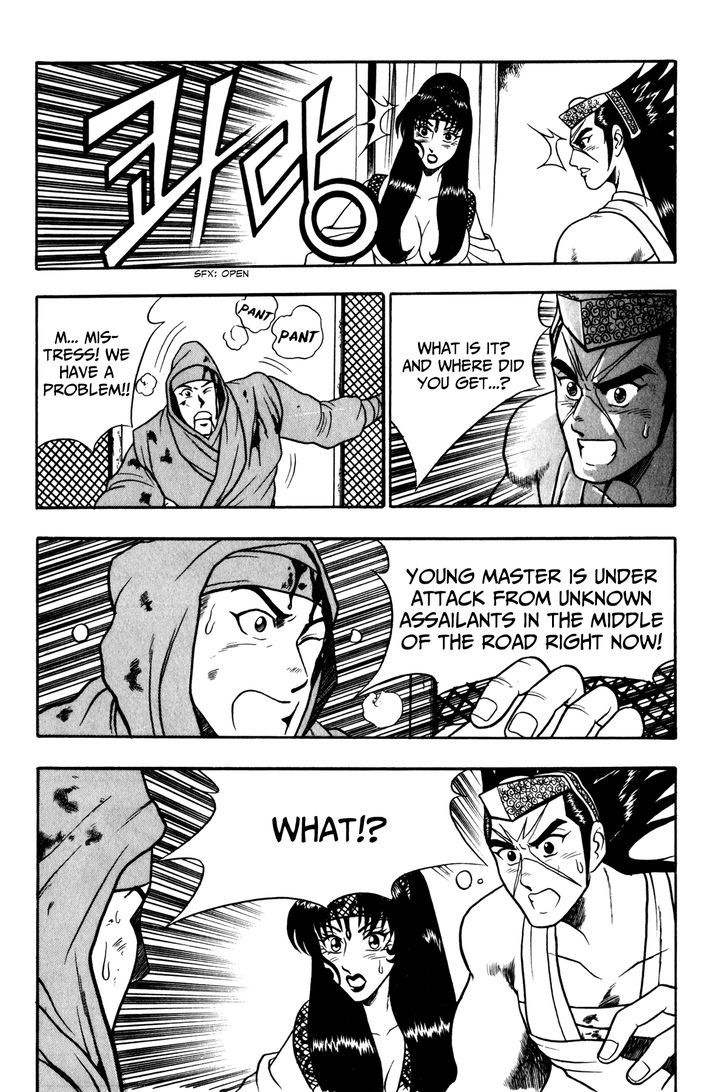 콰당
SFX: OPEN
PANT
PANT
M... MIS-
TRESS! WE
HAVE A
PROBLEM!!
WHAT IS IT?
AND WHERE DID
YOU GET...?
YOUNG MASTER IS UNDER
ATTACK FROM UNKNOWN
ASSAILANTS IN THE MIDDLE
OF THE ROAD RIGHT NOW!
WHAT!?